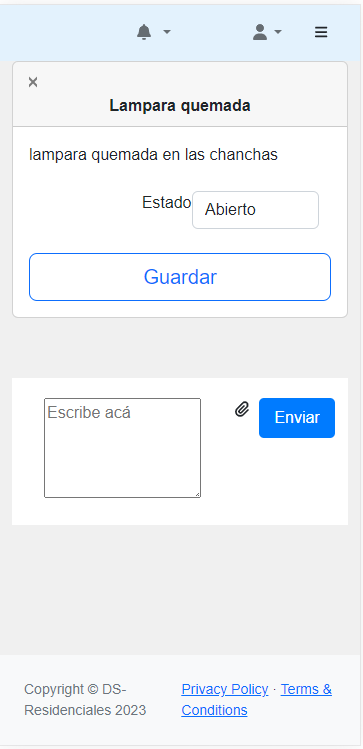 ×
Lampara quemada
lampara quemada en las chanchas
Estado
Abierto
Guardar
Escribe acá
Enviar
Copyright © DS-
Residenciales 2023
Privacy Policy · Terms &
Conditions